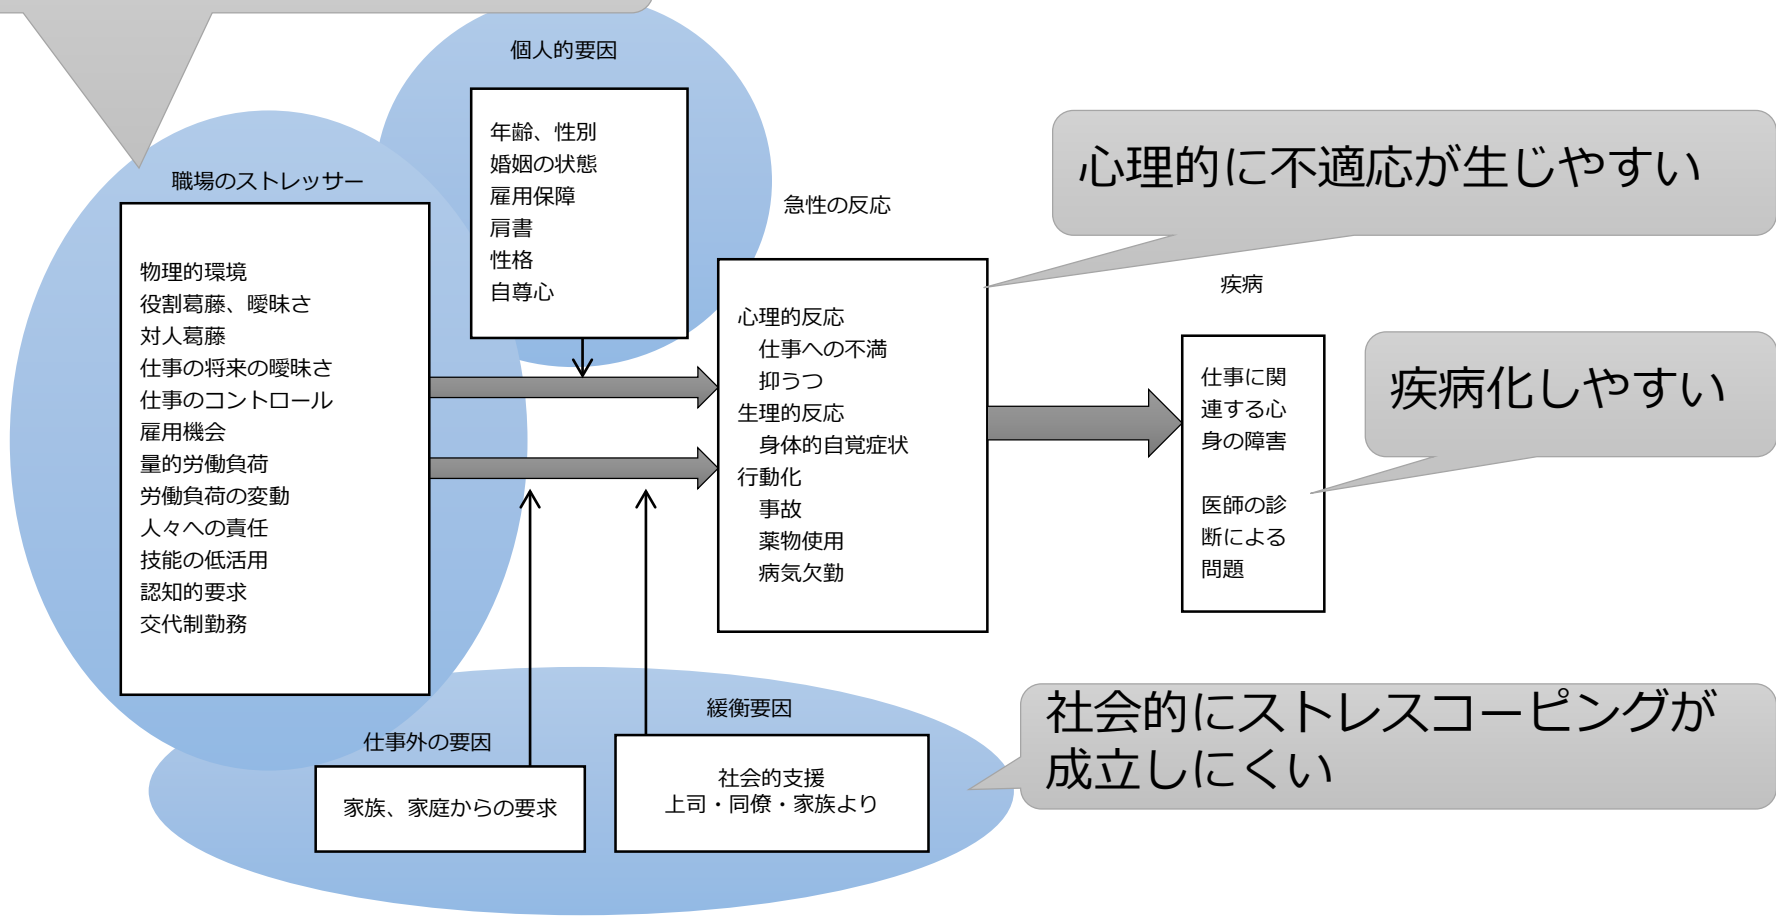 個人的要因
年齢、性別
婚姻の状態
雇用保障
肩書
性格
自尊心
職場のストレッサー
物理的環境
役割葛藤、曖昧さ
対人葛藤
仕事の将来の曖昧さ
仕事のコントロール
雇用機会
量的労働負荷
労働負荷の変動
人々への責任
技能の低活用
認知的要求
交代制勤務
急性の反応
心理的反応
仕事への不満
抑うつ
生理的反応
身体的自覚症状
行動化
事故
薬物使用
病気欠勤
心理的に不適応が生じやすい
疾病
仕事に関
連する心
身の障害
医師の診
断による
問題
疾病化しやすい
仕事外の要因
家族、家庭からの要求
緩衝要因
社会的支援
上司・同僚・家族より
社会的にストレスコーピングが
成立しにくい